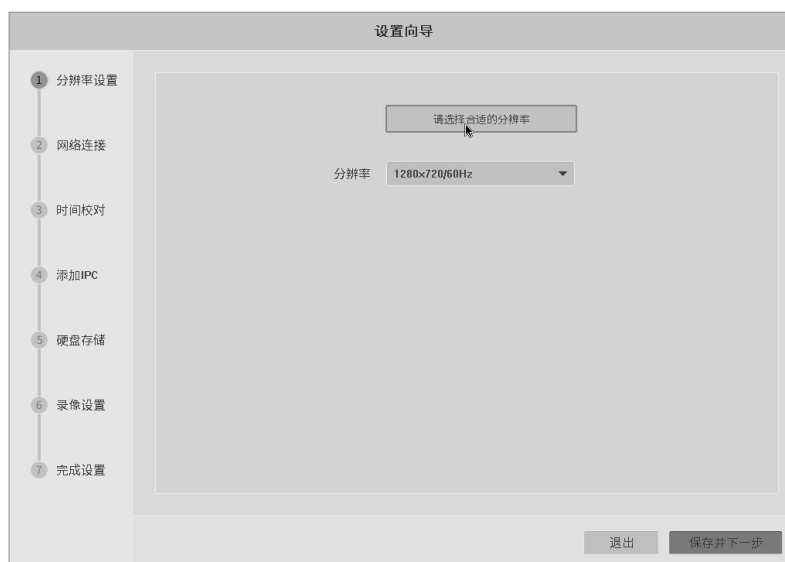 设置向导
1 分辨率设置
2 网络连接
3 时间校对
4 添加IPC
5 硬盘存储
6 录像设置
7 完成设置
请选择合适的分辨率
分辨率 1280x720/60Hz
退出 保存并下一步